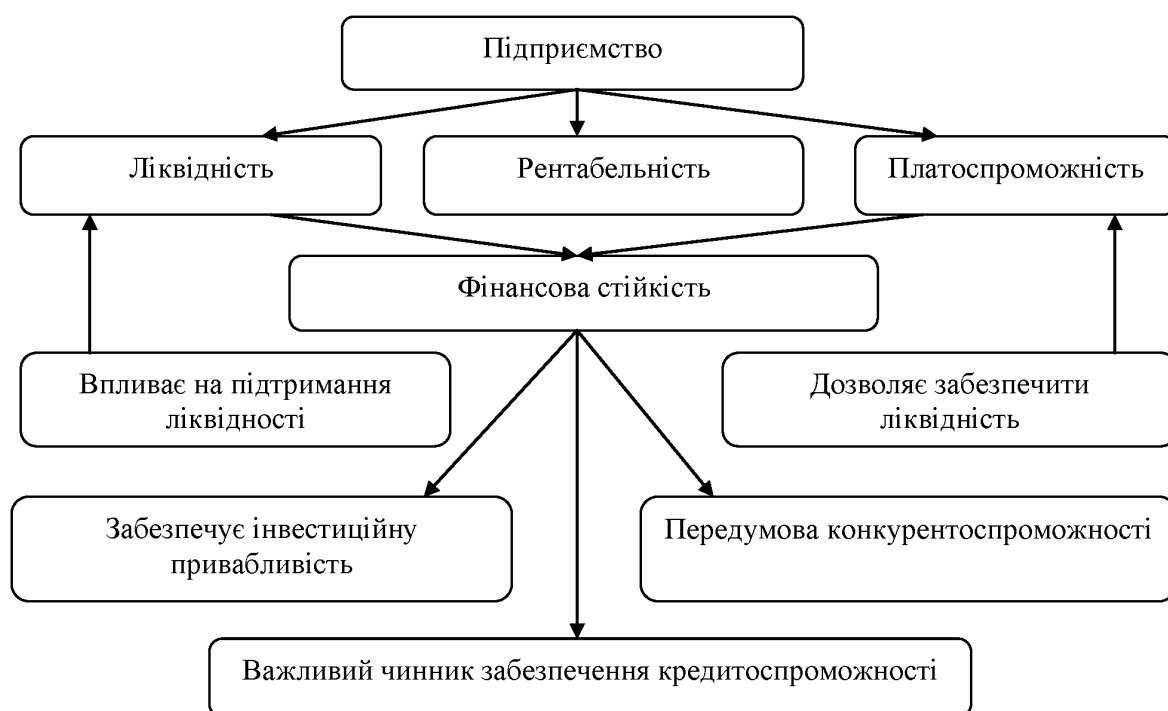 Підприємство
Ліквідність
Рентабельність
Платоспроможність
Фінансова стійкість
Впливає на підтримання
ліквідності
Дозволяє забезпечити
ліквідність
Забезпечує інвестиційну
привабливість
Передумова конкурентоспроможності
Важливий чинник забезпечення кредитоспроможності